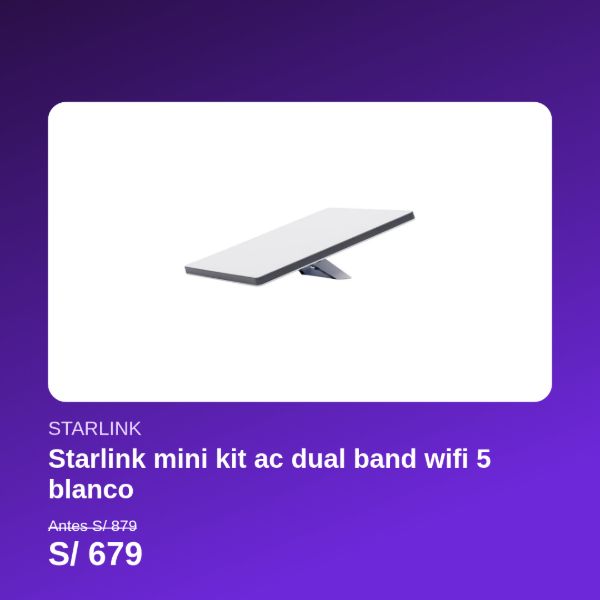 STARLINK
Starlink mini kit ac dual band wifi 5
blanco
Antes S/ 879
S/ 679